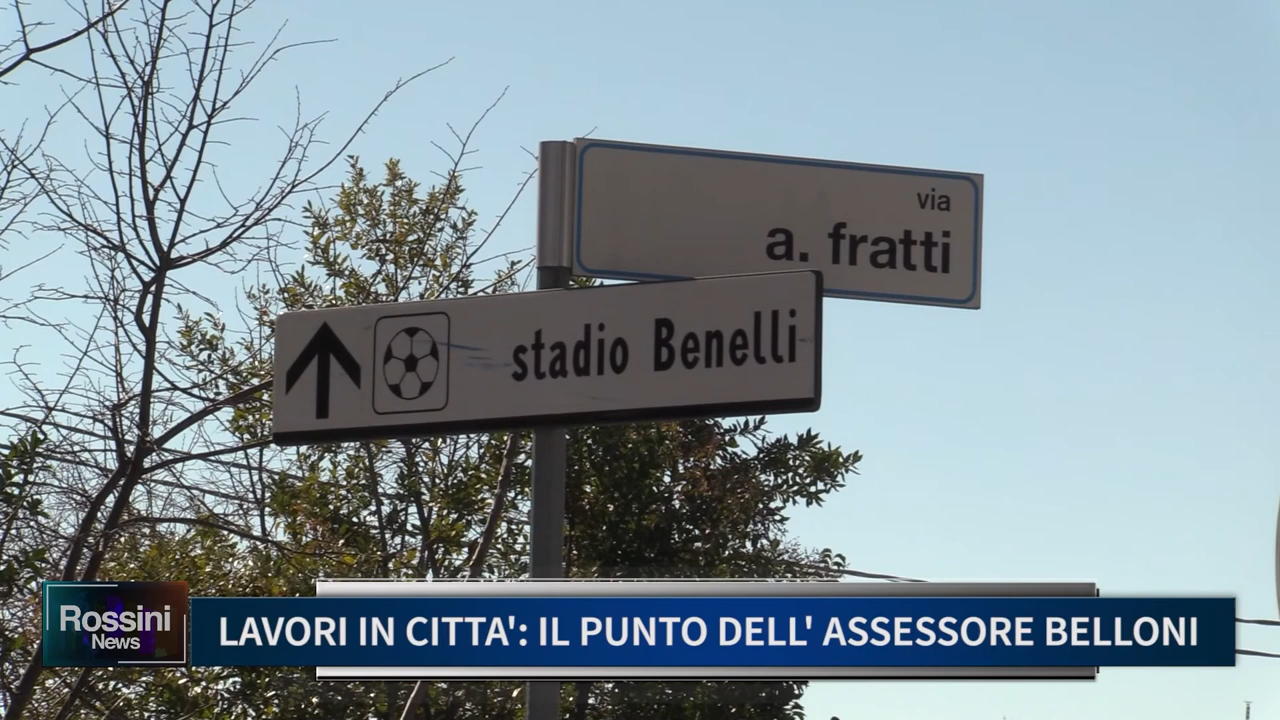 via
a. fratti
stadio Benelli
Rossini
News
LAVORI IN CITTA': IL PUNTO DELL' ASSESSORE BELLONI